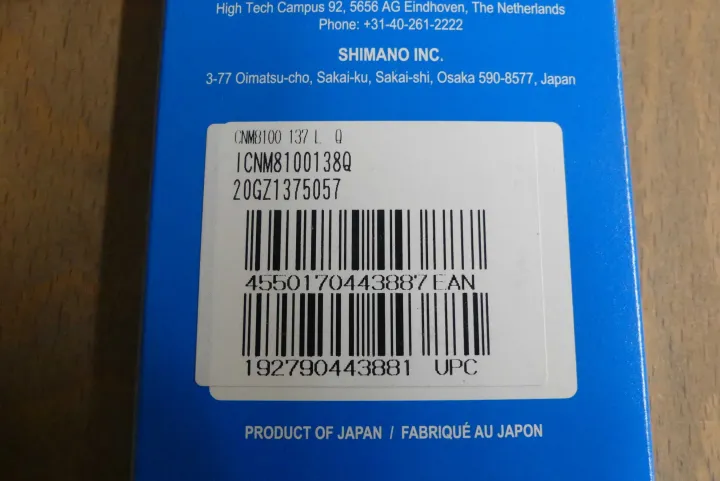 High Tech Campus 92, 5656 AG Eindhoven, The Netherlands
Phone: +31-40-261-2222
SHIMANO INC.
3-77 Oimatsu-cho, Sakai-ku, Sakai-shi, Osaka 590-8577, Japan
CNM8100 137 L Q
ICNM8100138Q
20GZ1375057
4550170443887 EAN
192790443881 UPC
PRODUCT OF JAPAN / FABRIQUÉ AU JAPON